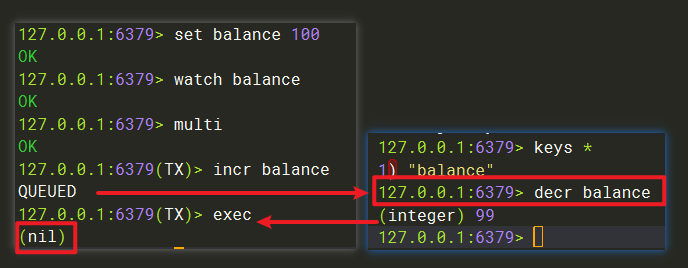 127.0.0.1:6379> set balance 100
OK
127.0.0.1:6379> watch balance
OK
127.0.0.1:6379> multi
OK
127.0.0.1:6379(TX)> incr balance
QUEUED
127.0.0.1:6379(TX)> exec
(nil)
127.0.0.1:6379> keys *
1) "balance"
127.0.0.1:6379> decr balance
(integer) 99
127.0.0.1:6379>